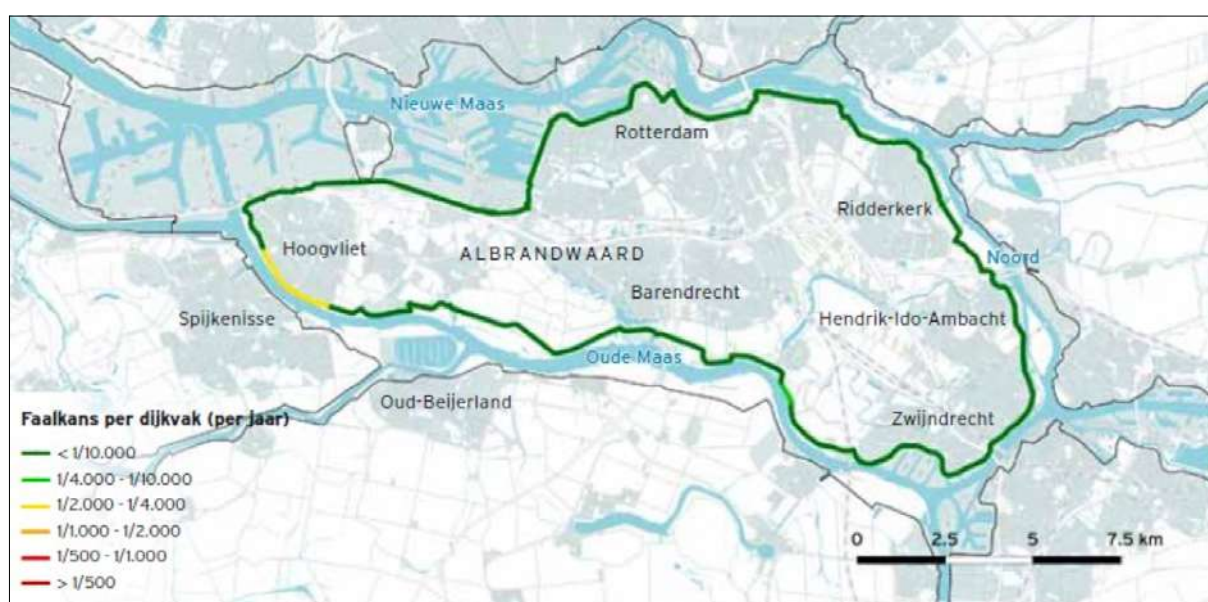 Nieuwe Maas
Rotterdam
Ridderkerk
Hoogvliet
ALBRANDWAARD
Noord
Barendrecht
Spijkenisse
Hendrik-Ido-Ambacht
Oude Maas
Oud-Beijerland
Zwijndrecht
Faalkans per dijkvak (per jaar)
< 1/10.000
1/4.000 - 1/10.000
1/2.000 - 1/4.000
1/1.000 - 1/2.000
1/500 - 1/1.000
> 1/500
0 2.5 5 7.5 km